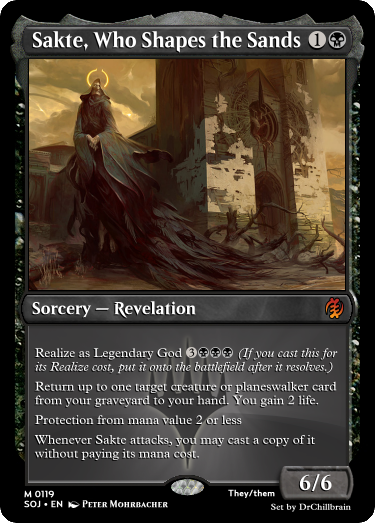 Sakte, Who Shapes the Sands 1
Sorcery — Revelation
Realize as Legendary God 3 (If you cast this for
its Realize cost, put it onto the battlefield after it resolves.)
Return up to one target creature or planeswalker card
from your graveyard to your hand. You gain 2 life.
Protection from mana value 2 or less
Whenever Sakte attacks, you may cast a copy of it
without paying its mana cost.
6/6
M 0119
They/them
SOJ • EN Peter Mohrbacher
Set by DrChillbrain